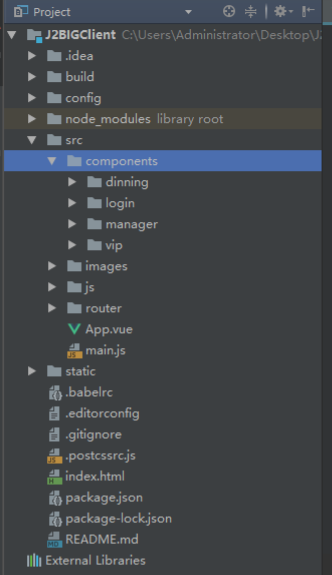 Project
J2BIGClient C:\Users\Administrator\Desktop\J
.idea
build
config
node_modules library root
src
components
dinning
login
manager
vip
images
js
router
App.vue
main.js
static
.babelrc
.editorconfig
.gitignore
.postcssrc.js
index.html
package.json
package-lock.json
README.md
External Libraries